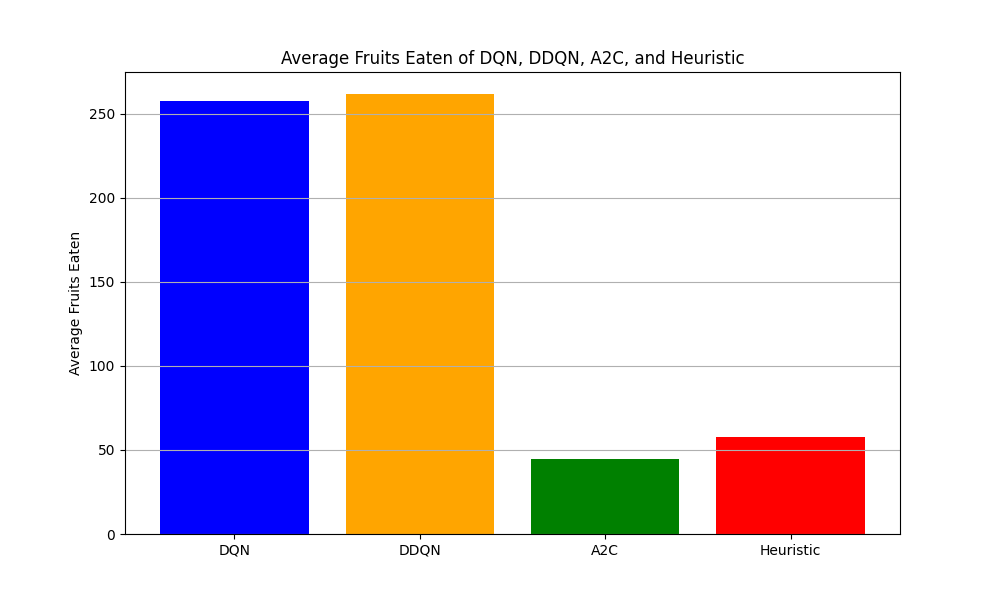 Average Fruits Eaten of DQN, DDQN, A2C, and Heuristic
Average Fruits Eaten
250
200
150
100
50
0
DQN DDQN A2C Heuristic